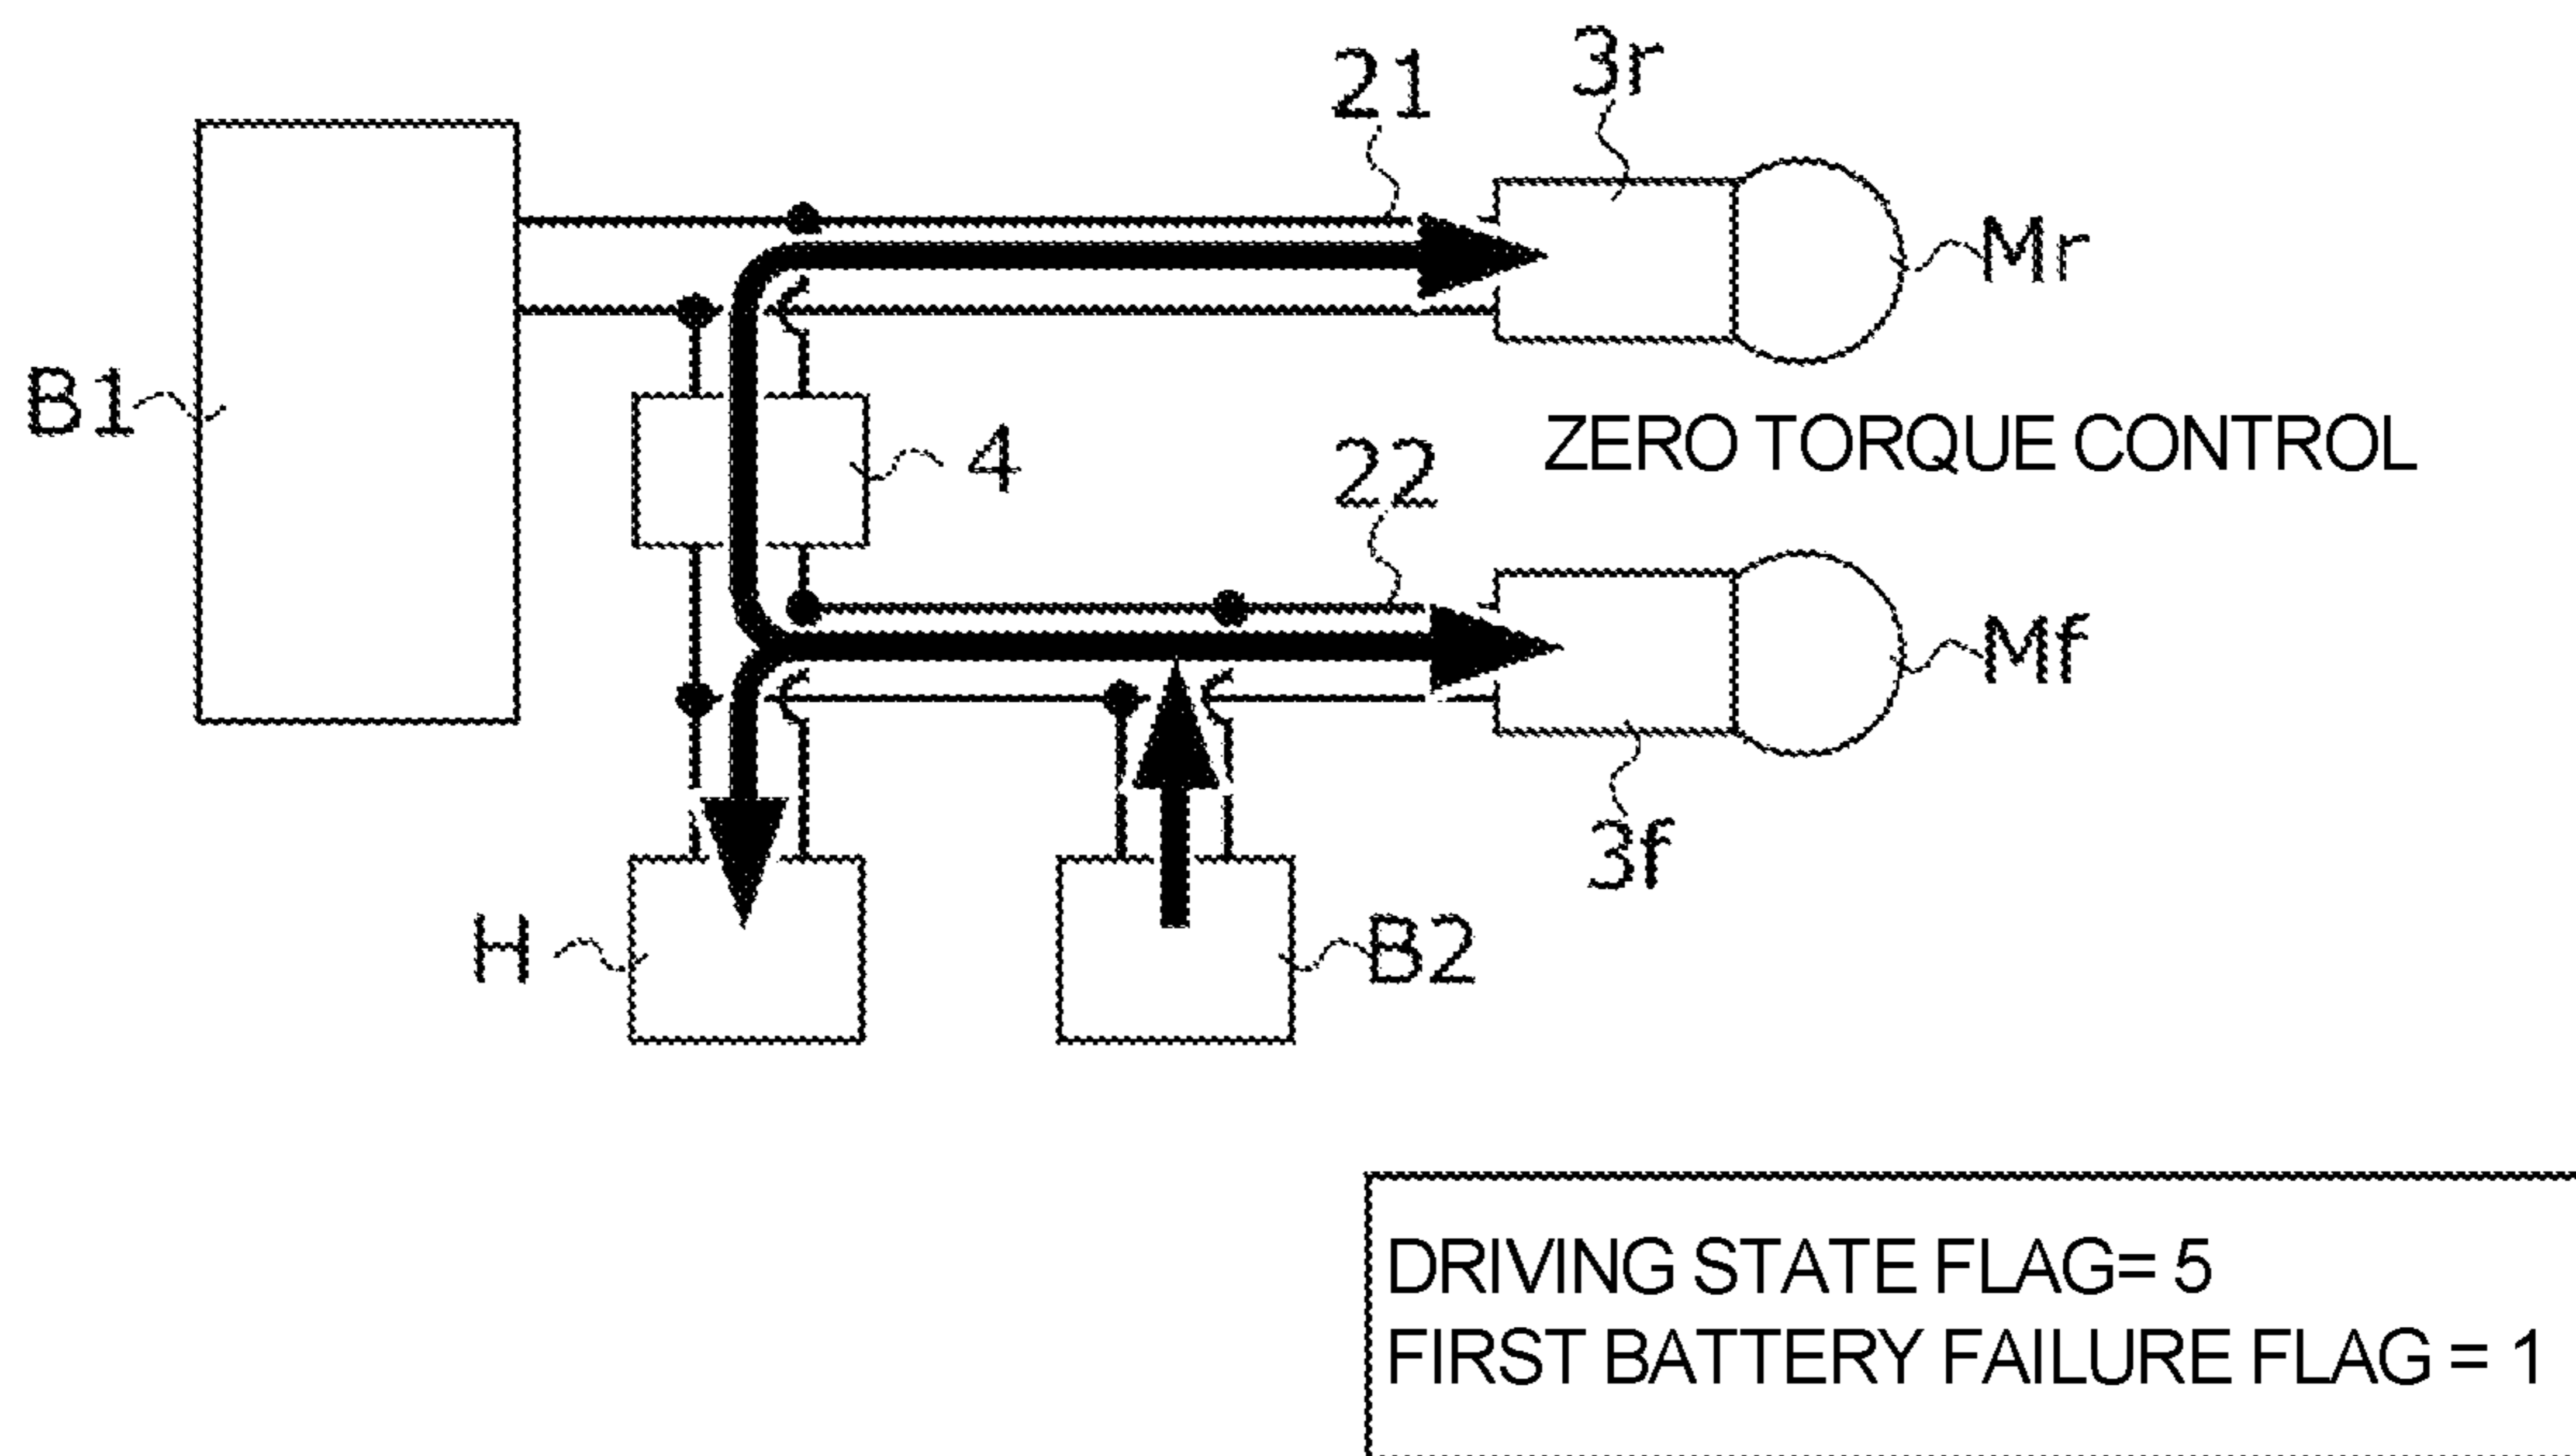 3r
21
Mr
B1
4
ZERO TORQUE CONTROL
22
Mf
3f
H
B2
DRIVING STATE FLAG= 5
FIRST BATTERY FAILURE FLAG = 1